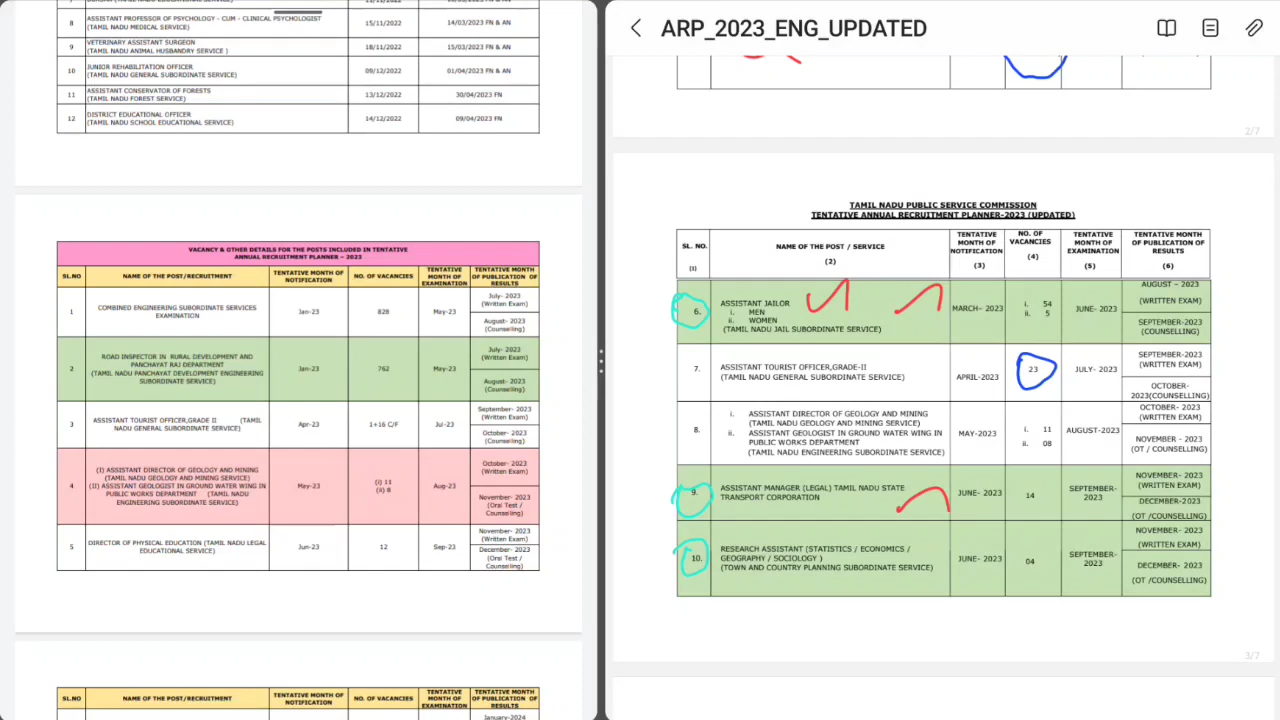 8
ASSISTANT PROFESSOR OF PSYCHOLOGY - CUM - CLINICAL PSYCHOLOGIST
(TAMIL NADU MEDICAL SERVICE)
15/11/2022
14/03/2023 FN & AN
9
VETERINARY ASSISTANT SURGEON
(TAMIL NADU ANIMAL HUSBANDRY SERVICE )
18/11/2022
15/03/2023 FN & AN
10
JUNIOR REHABILITATION OFFICER
(TAMIL NADU GENERAL SUBORDINATE SERVICE)
09/12/2022
01/04/2023 FN & AN
11
ASSISTANT CONSERVATOR OF FORESTS
(TAMIL NADU FOREST SERVICE)
13/12/2022
30/04/2023 FN
12
DISTRICT EDUCATIONAL OFFICER
(TAMIL NADU SCHOOL EDUCATIONAL SERVICE)
14/12/2022
09/04/2023 FN
VACANCY & OTHER DETAILS FOR THE POSTS INCLUDED IN TENTATIVE
ANNUAL RECRUITMENT PLANNER – 2023
SL.NO
NAME OF THE POST/RECRUITMENT
TENTATIVE MONTH OF
NOTIFICATION
NO. OF VACANCIES
TENTATIVE
MONTH OF
EXAMINATION
TENTATIVE MONTH
OF PUBLICATION OF
RESULTS
1
COMBINED ENGINEERING SUBORDINATE SERVICES
EXAMINATION
Jan-23
828
May-23
July- 2023
(Written Exam)
August- 2023
(Counselling)
2
ROAD INSPECTOR IN RURAL DEVELOPMENT AND
PANCHAYAT RAJ DEPARTMENT
(TAMIL NADU PANCHAYAT DEVELOPMENT ENGINEERING
SUBORDINATE SERVICE)
Jan-23
762
May-23
July- 2023
(Written Exam)
August- 2023
(Counselling)
3
ASSISTANT TOURIST OFFICER,GRADE II (TAMIL
NADU GENERAL SUBORDINATE SERVICE)
Apr-23
1+16 C/F
Jul-23
September- 2023
(Written Exam)
October- 2023
(Counselling)
4
(I) ASSISTANT DIRECTOR OF GEOLOGY AND MINING
(TAMIL NADU GEOLOGY AND MINING SERVICE)
(II) ASSISTANT GEOLOGIST IN GROUND WATER WING IN
PUBLIC WORKS DEPARTMENT (TAMIL NADU
ENGINEERING SUBORDINATE SERVICE)
May-23
(i) 11
(ii) 8
Aug-23
October- 2023
(Written Exam)
November- 2023
(Oral Test /
Counselling)
5
DIRECTOR OF PHYSICAL EDUCATION (TAMIL NADU LEGAL
EDUCATIONAL SERVICE)
Jun-23
12
Sep-23
November- 2023
(Written Exam)
December- 2023
(Oral Test /
Counselling)
SL.NO
NAME OF THE POST/RECRUITMENT
TENTATIVE MONTH OF
NOTIFICATION
NO. OF VACANCIES
TENTATIVE
MONTH OF
EXAMINATION
TENTATIVE MONTH
OF PUBLICATION OF
RESULTS
January-2024
ARP_2023_ENG_UPDATED
2/7
TAMIL NADU PUBLIC SERVICE COMMISSION
TENTATIVE ANNUAL RECRUITMENT PLANNER-2023 (UPDATED)
SL. NO.
(1)
NAME OF THE POST / SERVICE
(2)
TENTATIVE
MONTH OF
NOTIFICATION
(3)
NO. OF
VACANCIES
(4)
TENTATIVE
MONTH OF
EXAMINATION
(5)
TENTATIVE MONTH
OF PUBLICATION OF
RESULTS
(6)
6.
ASSISTANT JAILOR
i. MEN
ii. WOMEN
(TAMIL NADU JAIL SUBORDINATE SERVICE)
MARCH– 2023
i. 54
ii. 5
JUNE- 2023
AUGUST – 2023
(WRITTEN EXAM)
SEPTEMBER-2023
(COUNSELLING)
7.
ASSISTANT TOURIST OFFICER,GRADE-II
(TAMIL NADU GENERAL SUBORDINATE SERVICE)
APRIL-2023
23
JULY- 2023
SEPTEMBER-2023
(WRITTEN EXAM)
OCTOBER-
2023(COUNSELLING)
8.
i. ASSISTANT DIRECTOR OF GEOLOGY AND MINING
(TAMIL NADU GEOLOGY AND MINING SERVICE)
ii. ASSISTANT GEOLOGIST IN GROUND WATER WING IN
PUBLIC WORKS DEPARTMENT
(TAMIL NADU ENGINEERING SUBORDINATE SERVICE)
MAY-2023
i. 11
ii. 08
AUGUST-2023
OCTOBER- 2023
(WRITTEN EXAM)
NOVEMBER - 2023
(OT / COUNSELLING)
9.
ASSISTANT MANAGER (LEGAL) TAMIL NADU STATE
TRANSPORT CORPORATION
JUNE- 2023
14
SEPTEMBER-
2023
NOVEMBER- 2023
(WRITTEN EXAM)
DECEMBER-2023
(OT /COUNSELLING)
10.
RESEARCH ASSISTANT (STATISTICS / ECONOMICS /
GEOGRAPHY / SOCIOLOGY )
(TOWN AND COUNTRY PLANNING SUBORDINATE SERVICE)
JUNE- 2023
04
SEPTEMBER-
2023
NOVEMBER- 2023
(WRITTEN EXAM)
DECEMBER- 2023
(OT /COUNSELLING)
3/7